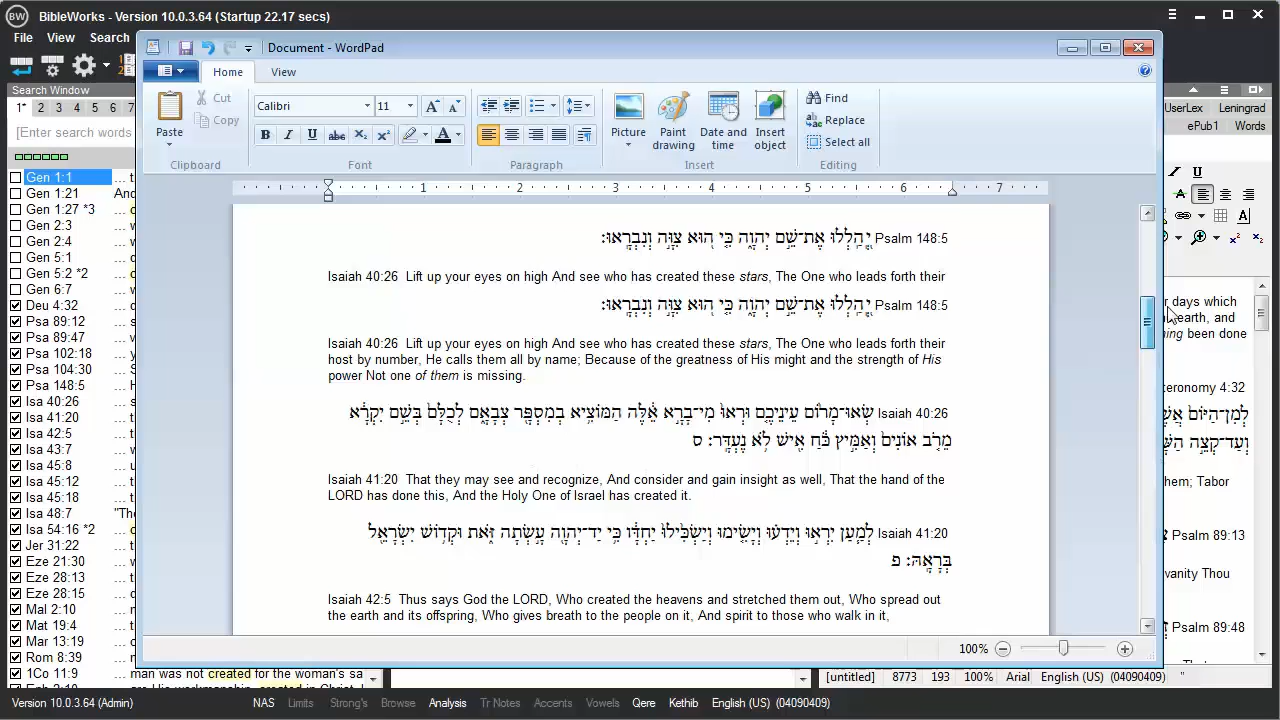 BibleWorks - Version 10.0.3.64 (Startup 22.17 secs)
File View Search
Search Window
1* 2 3 4 5 6 7
[Enter search words
Gen 1:1 ... t
Gen 1:21 And
Gen 1:27 *3 ... c
Gen 2:3 ...
Gen 2:4 ...
Gen 5:1 ...
Gen 5:2 *2 ... c
Gen 6:7 ...
Deu 4:32 ...
Psa 89:12 ... t
Psa 89:47 ...
Psa 102:18 ...
Psa 104:30 ...
Psa 148:5 H
Isa 40:26 ...
Isa 41:20 ...
Isa 42:5 ...
Isa 43:7 ...
Isa 45:8 ...
Isa 45:12 ...
Isa 45:18 ...
Isa 48:7 "The
Isa 54:16 *2 ... c
Jer 31:22 ...
Eze 21:30 ...
Eze 28:13 ... t
Eze 28:15 ...
Mal 2:10 ...
Mat 19:4 ...
Mar 13:19 ...
Rom 8:39 ...
1Co 11:9 man was not created for the woman's sa
Document - WordPad
Home View
Paste
Cut
Copy
Clipboard
Calibri 11
Font
Paragraph
Picture
Paint drawing
Date and time
Insert object
Insert
Find
Replace
Select all
Editing
1 2 3 4 5 6 7
Psalm 148:5 יְֽהַלְלוּ אֶת־שֵׁ֣ם יְהוָ֑ה כִּ֤י ה֖וּא צִוָּ֣ה וְנִבְרָֽאוּ׃
Isaiah 40:26 Lift up your eyes on high And see who has created these stars, The One who leads forth their
Psalm 148:5 יְֽהַלְלוּ אֶת־שֵׁ֣ם יְהוָ֑ה כִּ֤י ה֖וּא צִוָּ֣ה וְנִבְרָֽאוּ׃
Isaiah 40:26 Lift up your eyes on high And see who has created these stars, The One who leads forth their
host by number, He calls them all by name; Because of the greatness of His might and the strength of His
power Not one of them is missing.
Isaiah 40:26 שְׂאוּ־מָר֨וֹם עֵינֵיכֶ֤ם וּרְאוּ֙ מִי־בָרָ֣א אֵ֔לֶּה הַמּוֹצִ֥יא בְמִסְפָּ֖ר צְבָאָ֑ם לְכֻלָּם֙ בְּשֵׁ֣ם יִקְרָ֔א
מֵרֹ֤ב אוֹנִים֙ וְאַמִּ֣יץ כֹּ֔חַ אִ֖ישׁ לֹ֥א נֶעְדָּֽר׃ ס
Isaiah 41:20 That they may see and recognize, And consider and gain insight as well, That the hand of the
LORD has done this, And the Holy One of Israel has created it.
Isaiah 41:20 לְמַ֧עַן יִרְא֣וּ וְיֵדְע֗וּ וְיָשִׂ֤ימוּ וְיַשְׂכִּ֙ילוּ֙ יַחְדָּ֔ו כִּ֥י יַד־יְהוָ֖ה עָ֣שְׂתָה זֹּ֑את וּקְד֥וֹשׁ יִשְׂרָאֵ֖ל
בְּרָאָֽהּ׃ פ
Isaiah 42:5 Thus says God the LORD, Who created the heavens and stretched them out, Who spread out
the earth and its offspring, Who gives breath to the people on it, And spirit to those who walk in it,
100%
UserLex Leningrad
ePub1 Words
r days which
earth, and
ing been done
teronomy 4:32
לְמִן־הַיּוֹם֙ אֲשֶׁ֨
וְעַד־קְצֵ֣ה הַשָּׁ
hem; Tabor
Psalm 89:13
vanity Thou
Psalm 89:48
[untitled] 8773 193 100% Arial English (US) (04090409) "
Version 10.0.3.64 (Admin) NAS Limits Strong's Browse Analysis Tr Notes Accents Vowels Qere Kethib English (US) (04090409)